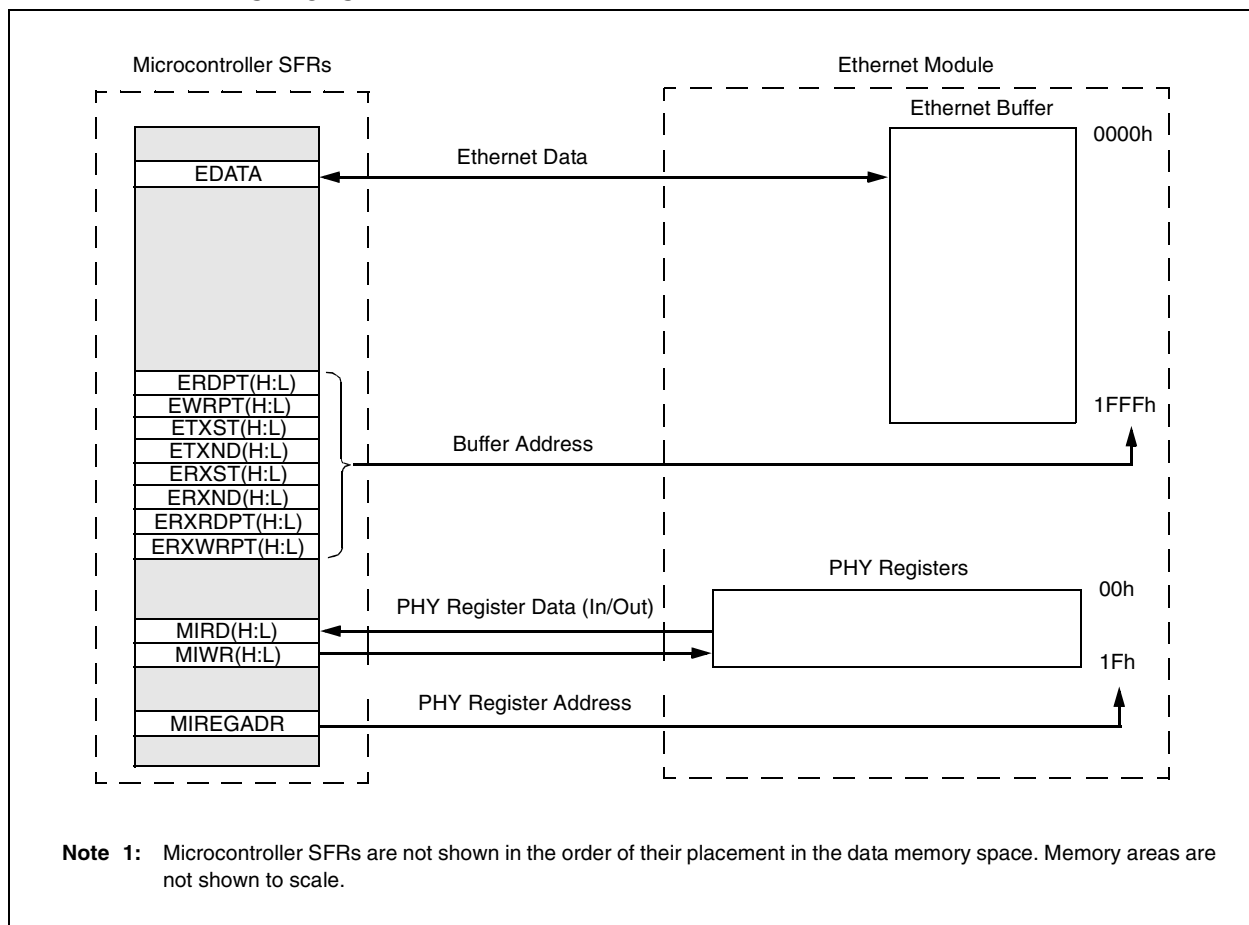 Microcontroller SFRs
Ethernet Module
Ethernet Buffer
0000h
Ethernet Data
EDATA
ERDPT(H:L)
EWRPT(H:L)
ETXST(H:L)
ETXND(H:L)
ERXST(H:L)
ERXND(H:L)
ERXRDPT(H:L)
ERXWRPT(H:L)
Buffer Address
1FFFh
PHY Registers
00h
PHY Register Data (In/Out)
MIRD(H:L)
MIWR(H:L)
1Fh
PHY Register Address
MIREGADR
Note 1: Microcontroller SFRs are not shown in the order of their placement in the data memory space. Memory areas are
not shown to scale.